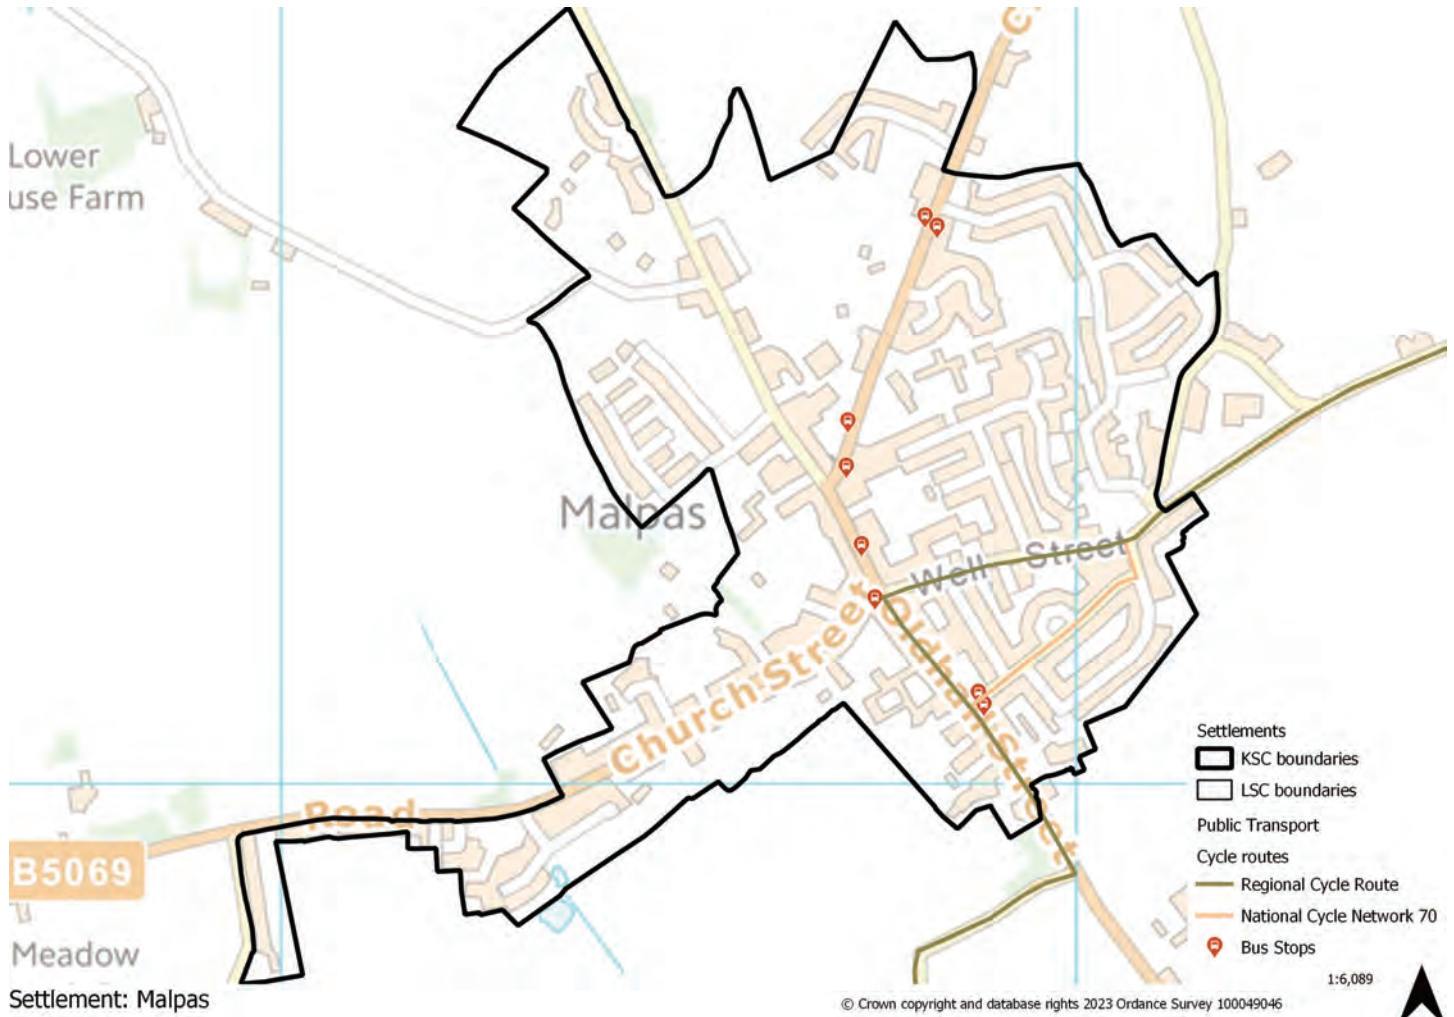 Lower
use Farm
Malpas
Well Street
Church Street
Oldham Street
Road
B5069
Meadow
Settlements
KSC boundaries
LSC boundaries
Public Transport
Cycle routes
Regional Cycle Route
National Cycle Network 70
Bus Stops
1:6,089
Settlement: Malpas
© Crown copyright and database rights 2023 Ordance Survey 100049046